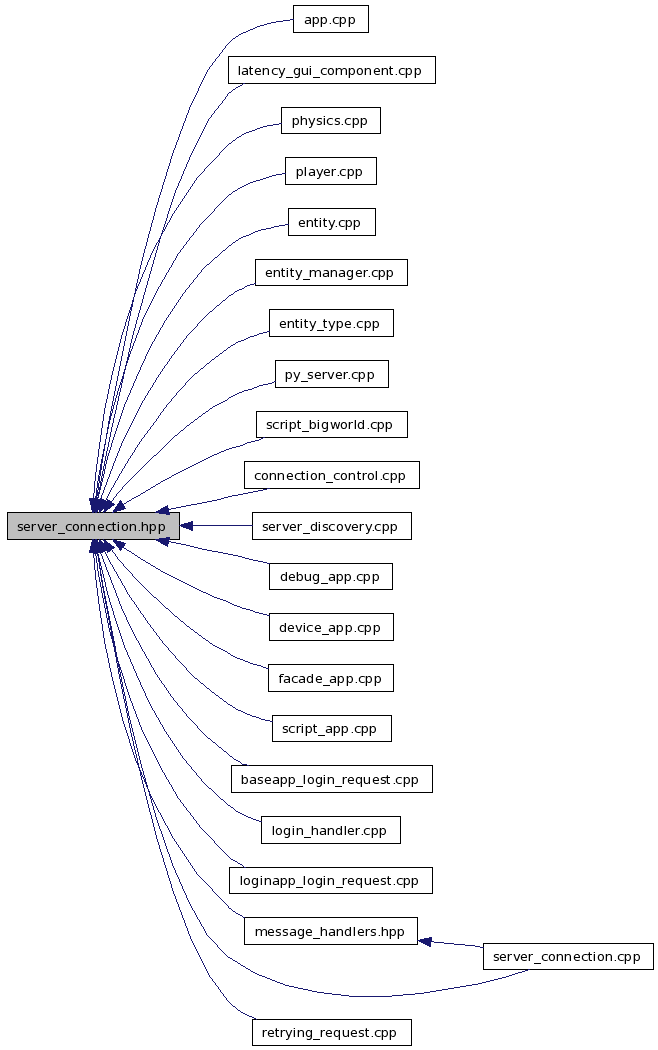 app.cpp
latency_gui_component.cpp
physics.cpp
player.cpp
entity.cpp
entity_manager.cpp
entity_type.cpp
py_server.cpp
script_bigworld.cpp
connection_control.cpp
server_connection.hpp
server_discovery.cpp
debug_app.cpp
device_app.cpp
facade_app.cpp
script_app.cpp
baseapp_login_request.cpp
login_handler.cpp
loginapp_login_request.cpp
message_handlers.hpp
server_connection.cpp
retrying_request.cpp